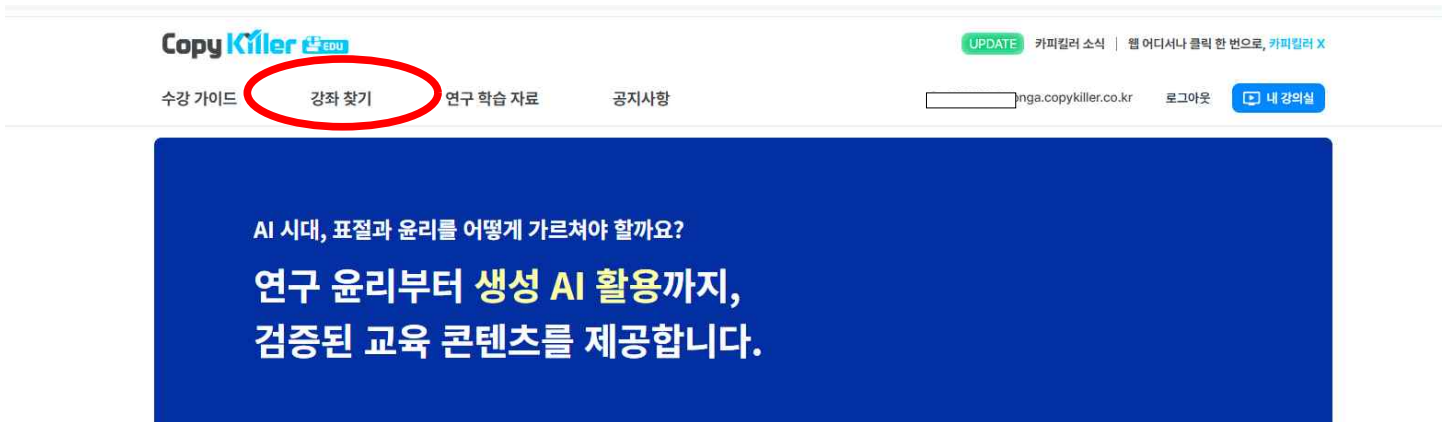 Copy Killer EDU
UPDATE 카피킬러 소식 | 웹 어디서나 클릭 한 번으로, 카피킬러 X
수강 가이드 강좌 찾기 연구 학습 자료 공지사항 onga.copykiller.co.kr 로그아웃 내 강의실
AI 시대, 표절과 윤리를 어떻게 가르쳐야 할까요?
연구 윤리부터 생성 AI 활용까지,
검증된 교육 콘텐츠를 제공합니다.